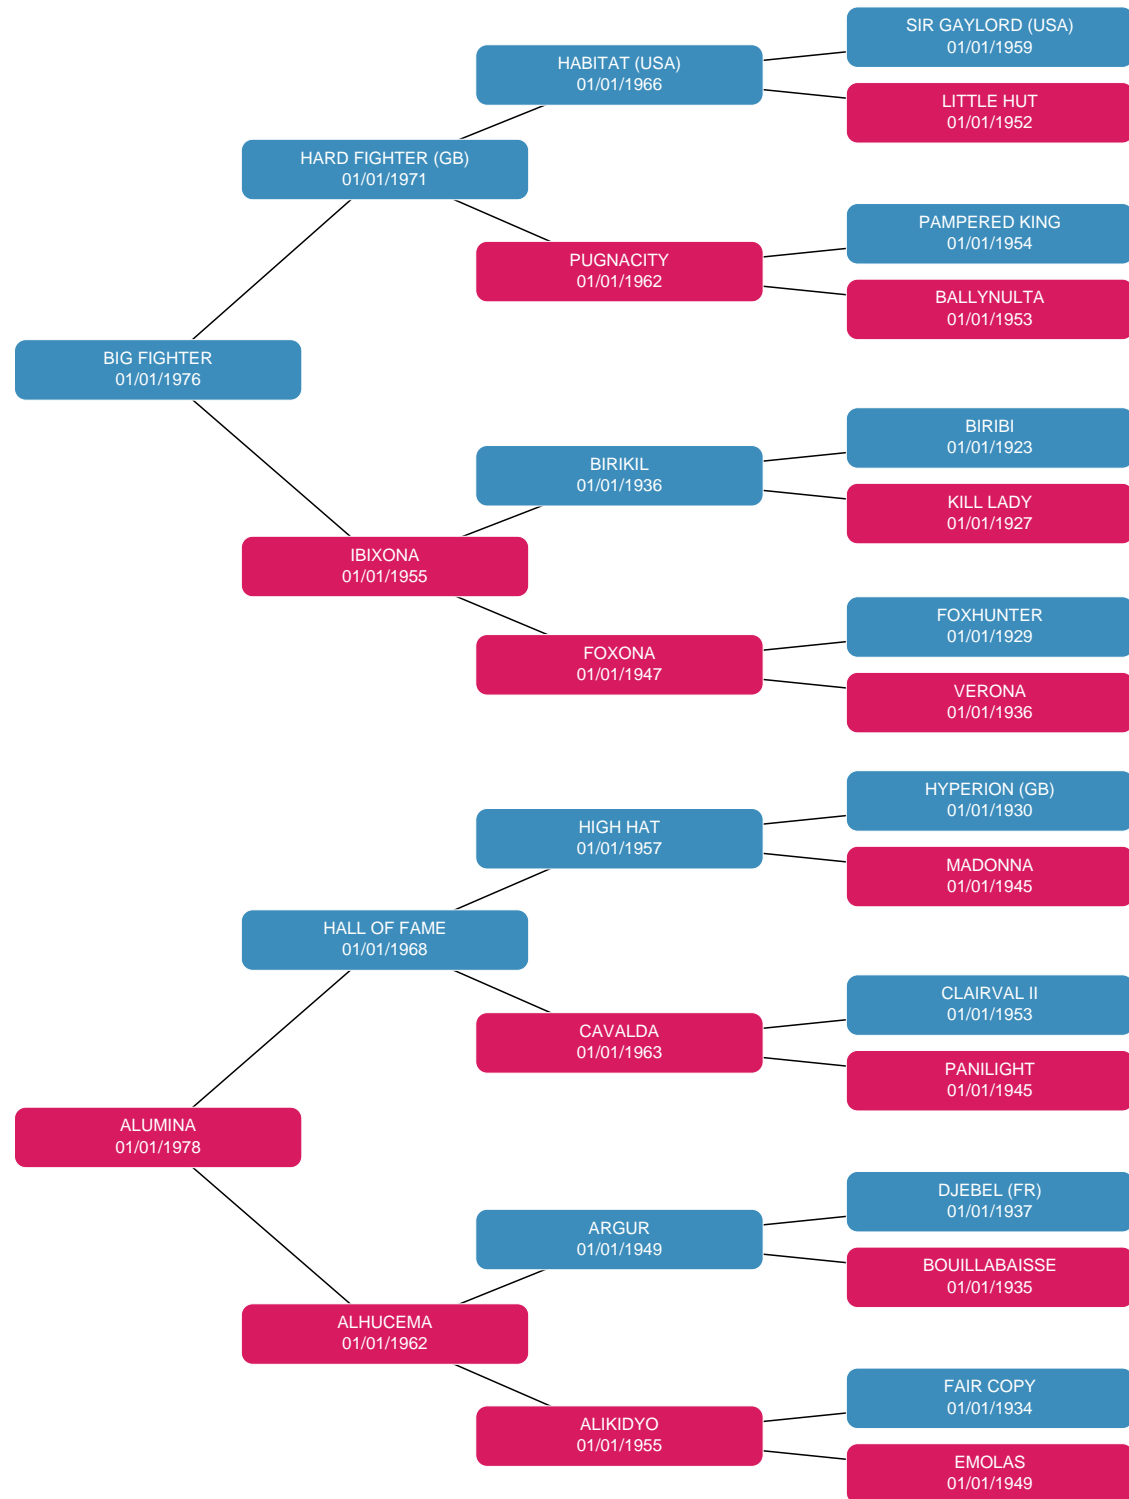 SIR GAYLORD (USA)
01/01/1959
HABITAT (USA)
01/01/1966
LITTLE HUT
01/01/1952
HARD FIGHTER (GB)
01/01/1971
PAMPERED KING
01/01/1954
PUGNACITY
01/01/1962
BALLYNULTA
01/01/1953
BIG FIGHTER
01/01/1976
BIRIBI
01/01/1923
BIRIKIL
01/01/1936
KILL LADY
01/01/1927
IBIXONA
01/01/1955
FOXHUNTER
01/01/1929
FOXONA
01/01/1947
VERONA
01/01/1936
HYPERION (GB)
01/01/1930
HIGH HAT
01/01/1957
MADONNA
01/01/1945
HALL OF FAME
01/01/1968
CLAIRVAL II
01/01/1953
CAVALDA
01/01/1963
PANILIGHT
01/01/1945
ALUMINA
01/01/1978
DJEBEL (FR)
01/01/1937
ARGUR
01/01/1949
BOUILLABAISSE
01/01/1935
ALHUCEMA
01/01/1962
FAIR COPY
01/01/1934
ALIKIDYO
01/01/1955
EMOLAS
01/01/1949